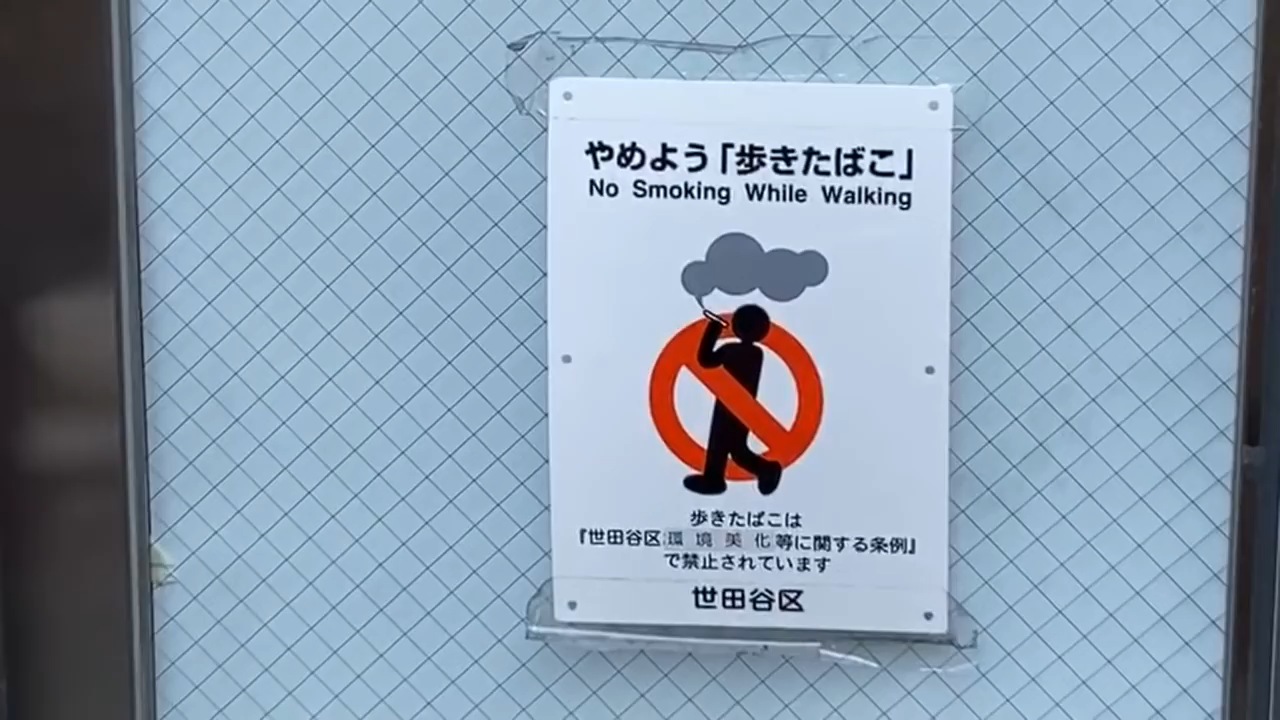 やめよう「歩きたばこ」
No Smoking While Walking
歩きたばこは
『世田谷区環境美化等に関する条例』
で禁止されています
世田谷区